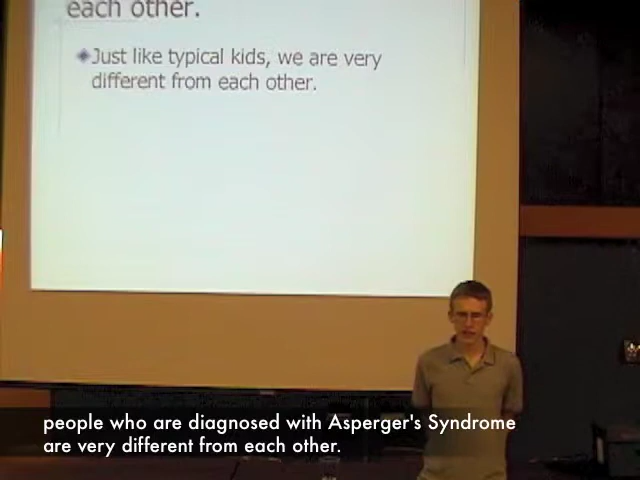 each other.
Just like typical kids, we are very
different from each other.
people who are diagnosed with Asperger's Syndrome
are very different from each other.